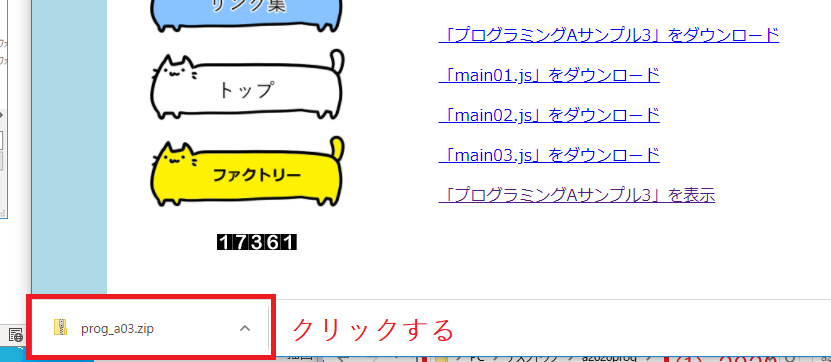 リンク集
「プログラミングAサンプル3」をダウンロード
「main01.js」をダウンロード
トップ
「main02.js」をダウンロード
「main03.js」をダウンロード
ファクトリー
「プログラミングAサンプル3」を表示
17361
prog_a03.zip
クリックする
PC
a2020prog